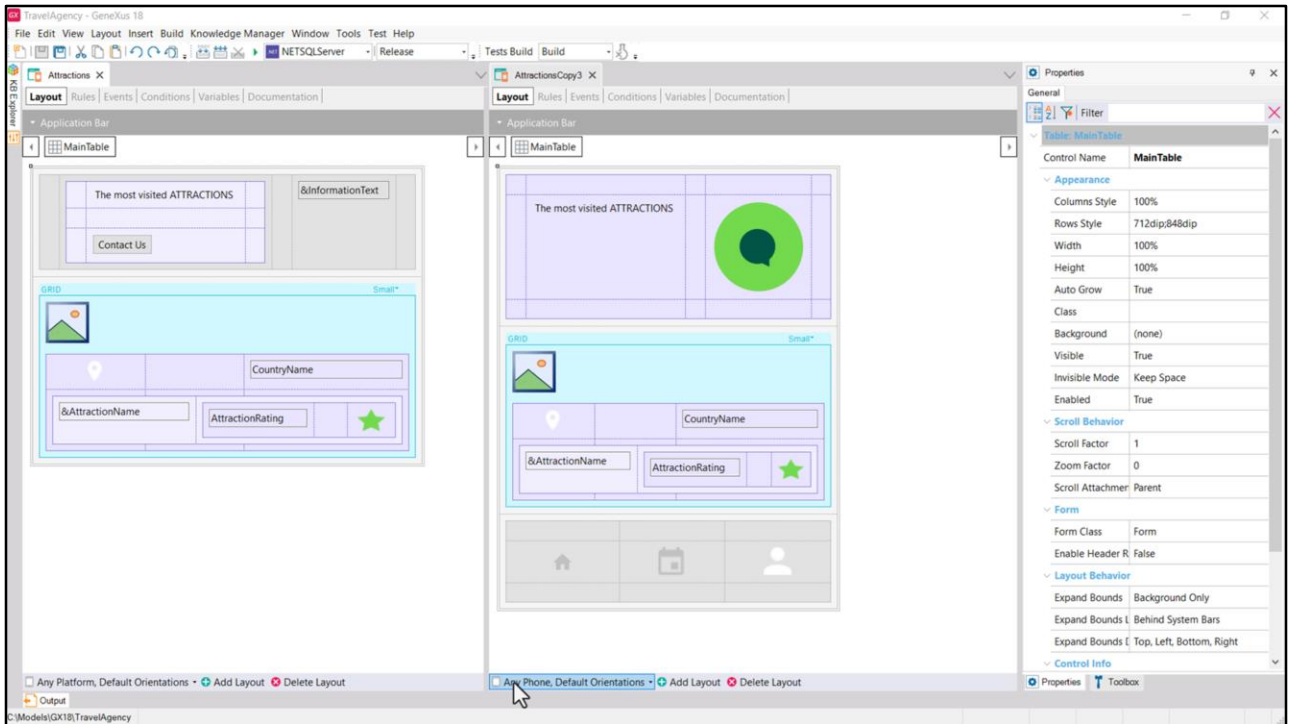 TravelAgency - GeneXus 18
File Edit View Layout Insert Build Knowledge Manager Window Tools Test Help
NETSQLServer Release Tests Build Build
KB Explorer
Attractions X
Layout Rules Events Conditions Variables Documentation
Application Bar
MainTable
The most visited ATTRACTIONS
&InformationText
Contact Us
GRID Small*
CountryName
&AttractionName AttractionRating
Any Platform, Default Orientations Add Layout Delete Layout
AttractionsCopy3 X
Layout Rules Events Conditions Variables Documentation
Application Bar
MainTable
The most visited ATTRACTIONS
GRID Small*
CountryName
&AttractionName AttractionRating
Any Phone, Default Orientations Add Layout Delete Layout
Properties
General
Filter
Table: MainTable
Control Name MainTable
Appearance
Columns Style 100%
Rows Style 712dip;848dip
Width 100%
Height 100%
Auto Grow True
Class
Background (none)
Visible True
Invisible Mode Keep Space
Enabled True
Scroll Behavior
Scroll Factor 1
Zoom Factor 0
Scroll Attachmer Parent
Form
Form Class Form
Enable Header R False
Layout Behavior
Expand Bounds Background Only
Expand Bounds L Behind System Bars
Expand Bounds [ Top, Left, Bottom, Right
Control Info
Properties Toolbox
Output
C:\Models\GX18\TravelAgency